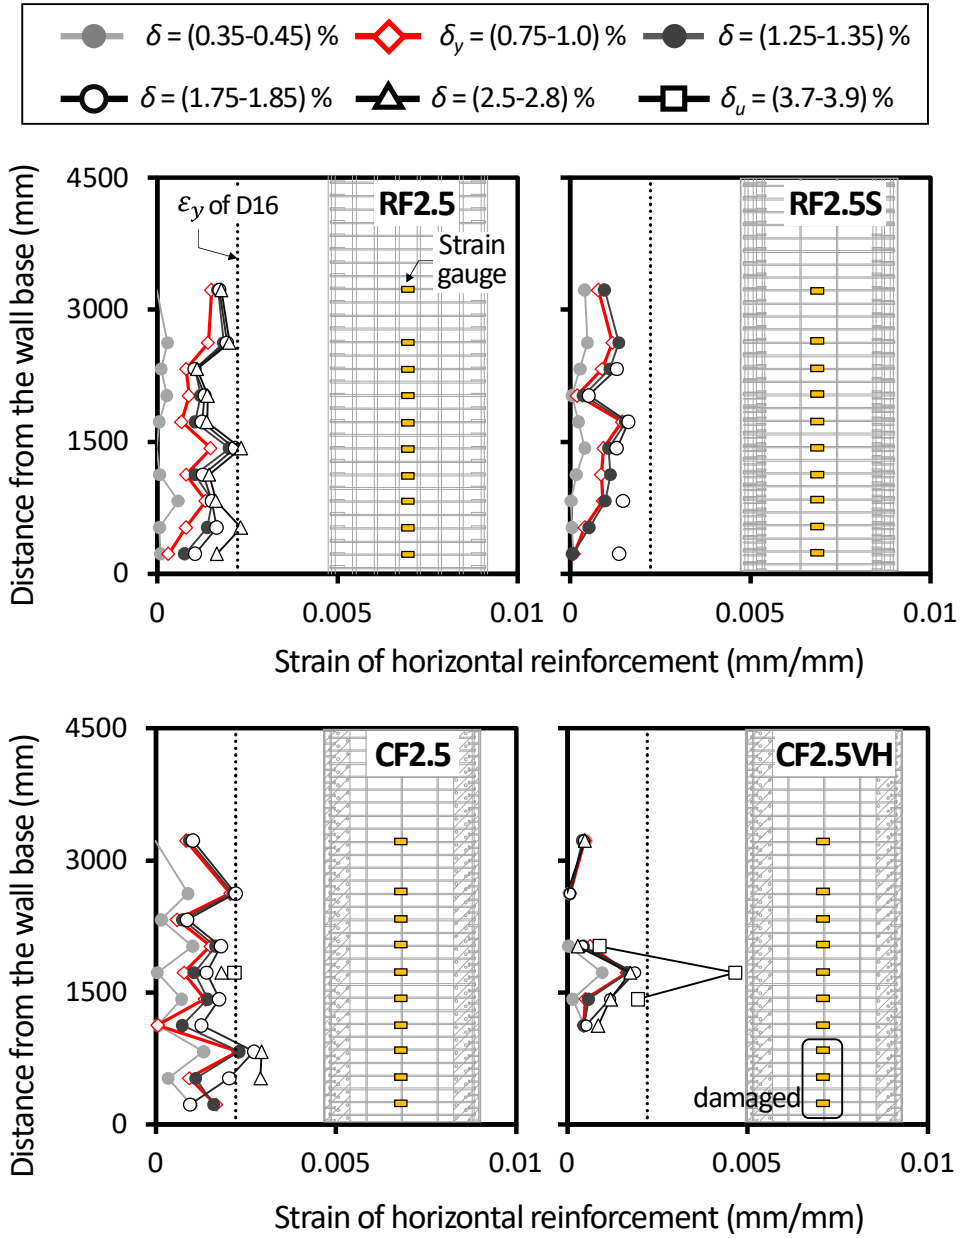 δ = (0.35-0.45) % δy = (0.75-1.0) % δ = (1.25-1.35) %
δ = (1.75-1.85) % δ = (2.5-2.8) % δu = (3.7-3.9) %
Distance from the wall base (mm)
4500
3000
1500
0
εy of D16
RF2.5
Strain
gauge
RF2.5S
0 0.005 0.01 0 0.005 0.01
Strain of horizontal reinforcement (mm/mm)
Distance from the wall base (mm)
4500
3000
1500
0
CF2.5
CF2.5VH
damaged
0 0.005 0.01 0 0.005 0.01
Strain of horizontal reinforcement (mm/mm)